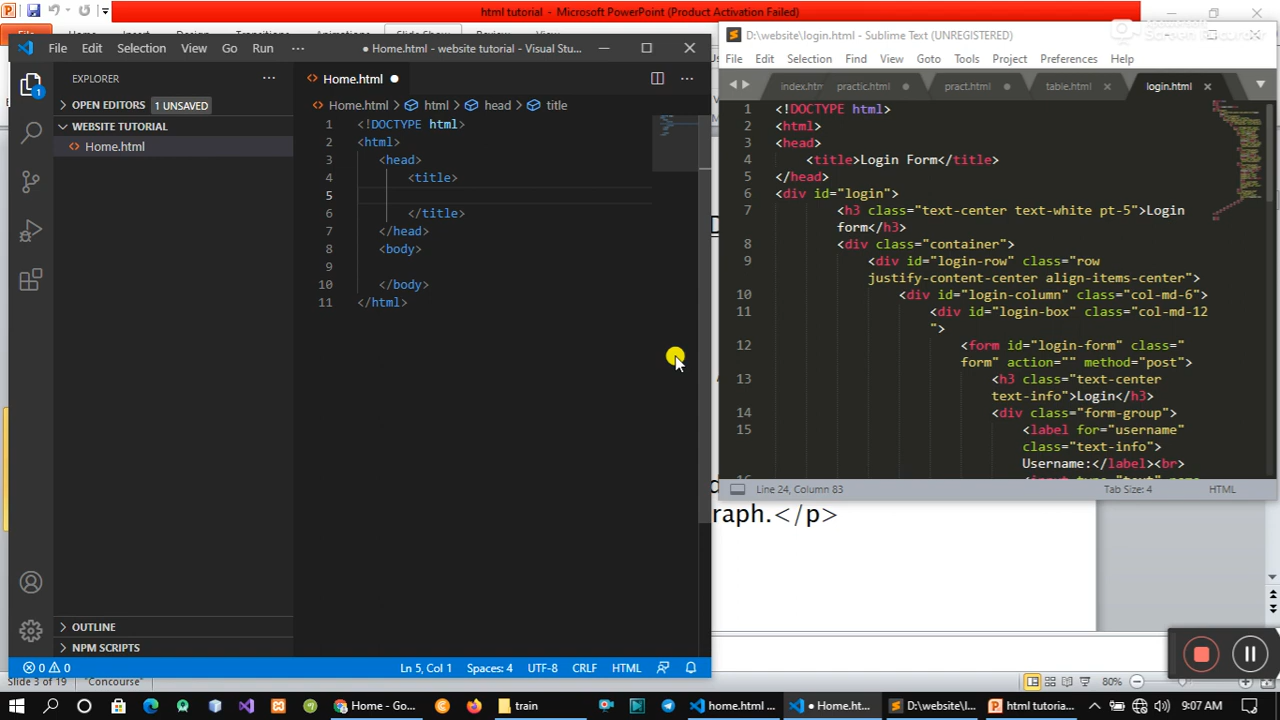 html tutorial - Microsoft PowerPoint (Product Activation Failed)
File Edit Selection View Go Run ··· ● Home.html - website tutorial - Visual Stu...
EXPLORER ···
OPEN EDITORS 1 UNSAVED
WEBSITE TUTORIAL
<> Home.html
<> Home.html ●
<> Home.html > html > head > title
1 <!DOCTYPE html>
2 <html>
3 <head>
4 <title>
5
6 </title>
7 </head>
8 <body>
9
10 </body>
11 </html>
OUTLINE
NPM SCRIPTS
0 0 Ln 5, Col 1 Spaces: 4 UTF-8 CRLF HTML
D:\website\login.html - Sublime Text (UNREGISTERED)
File Edit Selection Find View Goto Tools Project Preferences Help
index.htm practic.html pract.html table.html login.html
1 <!DOCTYPE html>
2 <html>
3 <head>
4 <title>Login Form</title>
5 </head>
6 <div id="login">
7 <h3 class="text-center text-white pt-5">Login
form</h3>
8 <div class="container">
9 <div id="login-row" class="row
justify-content-center align-items-center">
10 <div id="login-column" class="col-md-6">
11 <div id="login-box" class="col-md-12
">
12 <form id="login-form" class="
form" action="" method="post">
13 <h3 class="text-center
text-info">Login</h3>
14 <div class="form-group">
15 <label for="username"
class="text-info">
Username:</label><br>
Line 24, Column 83 Tab Size: 4 HTML
raph.</p>
Slide 3 of 19 "Concourse" 80%
Home - Go... train home.html ... ● Home.ht... D:\website\l... html tutoria... 9:07 AM